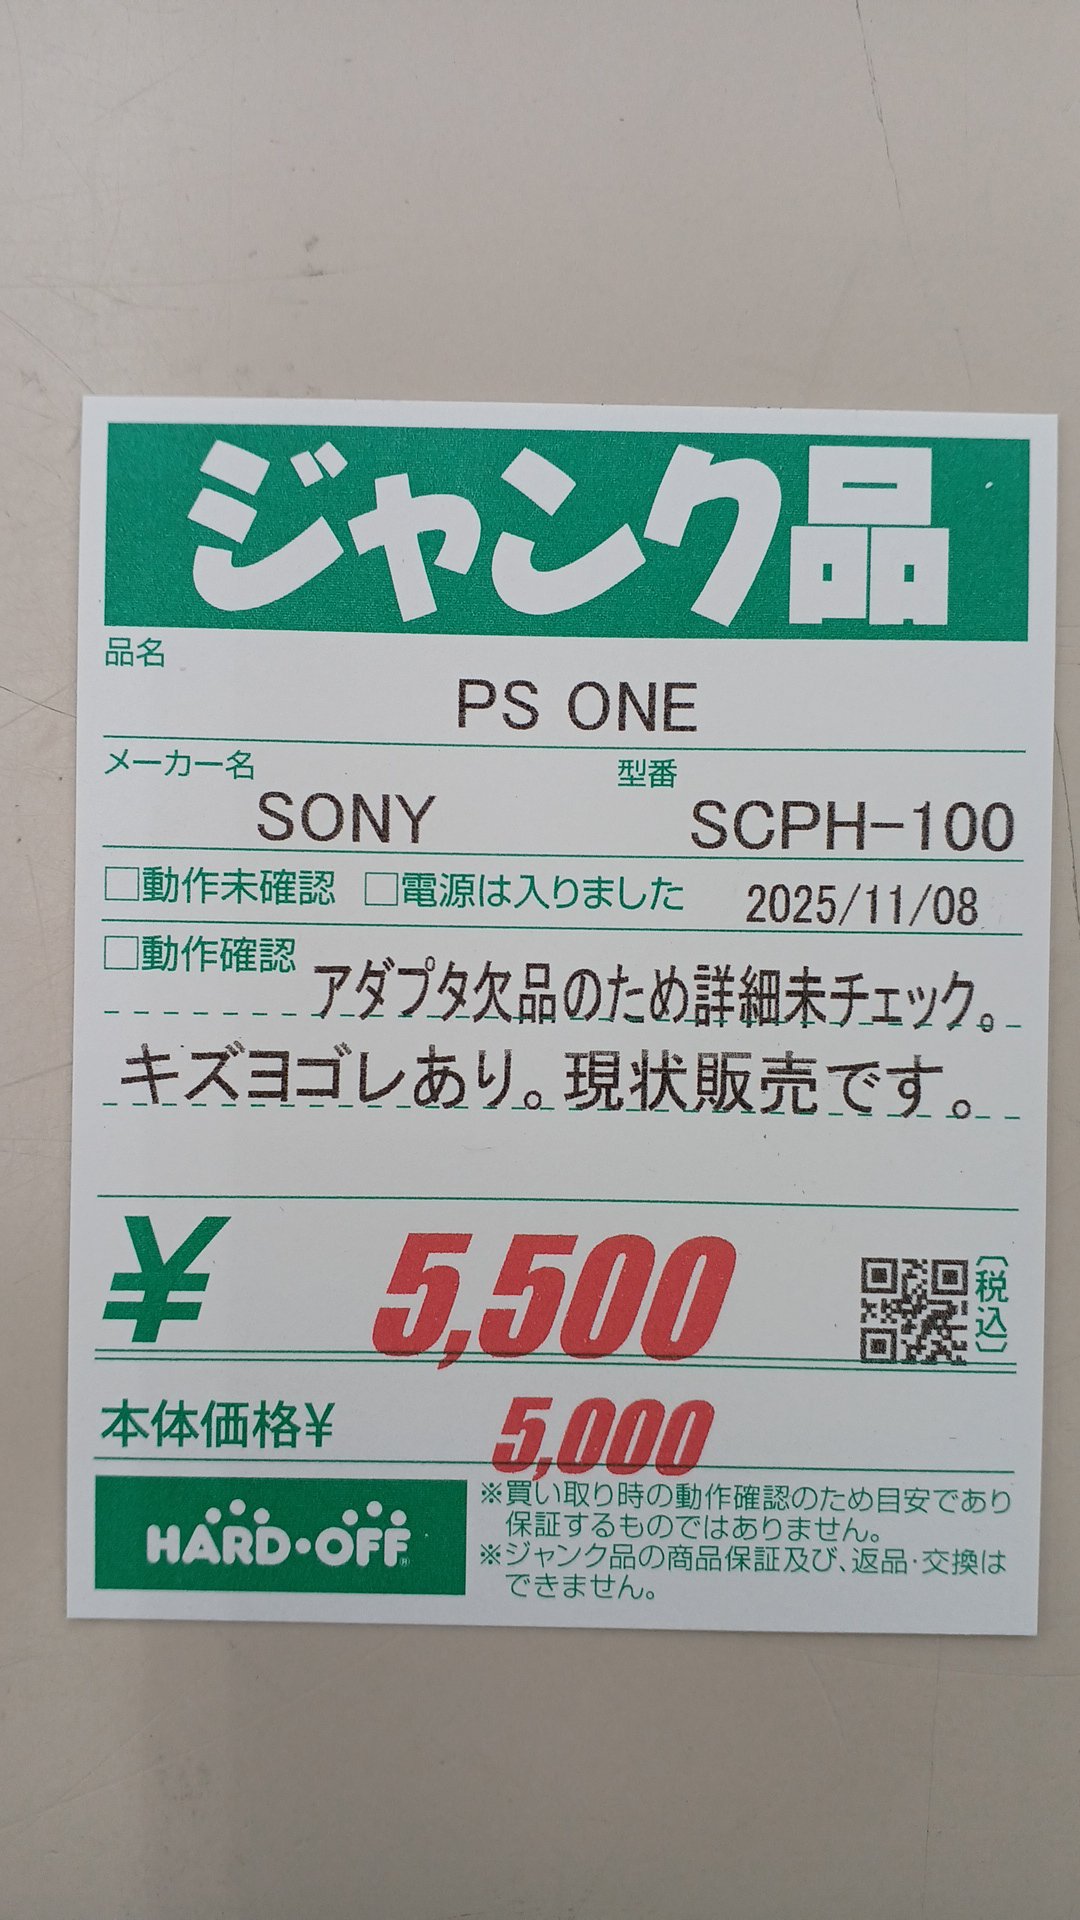 ジャンク品
品名
PS ONE
メーカー名 型番
SONY SCPH-100
□動作未確認 □電源は入りました 2025/11/08
□動作確認 アダプタ欠品のため詳細未チェック。
キズヨゴレあり。現状販売です。
¥ 5,500 〔税込〕
本体価格¥ 5,000
HARD・OFF®
※買い取り時の動作確認のため目安であり
保証するものではありません。
※ジャンク品の商品保証及び、返品・交換は
できません。